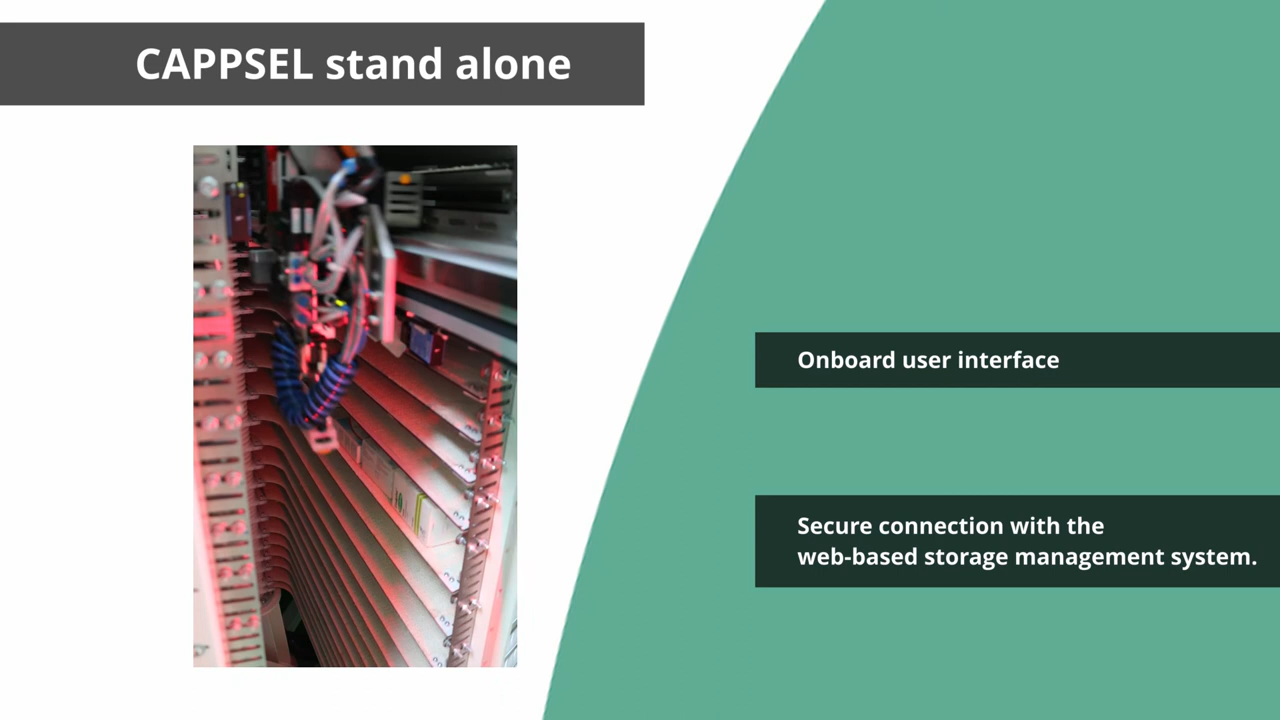 CAPPSEL stand alone
Onboard user interface
Secure connection with the
web-based storage management system.